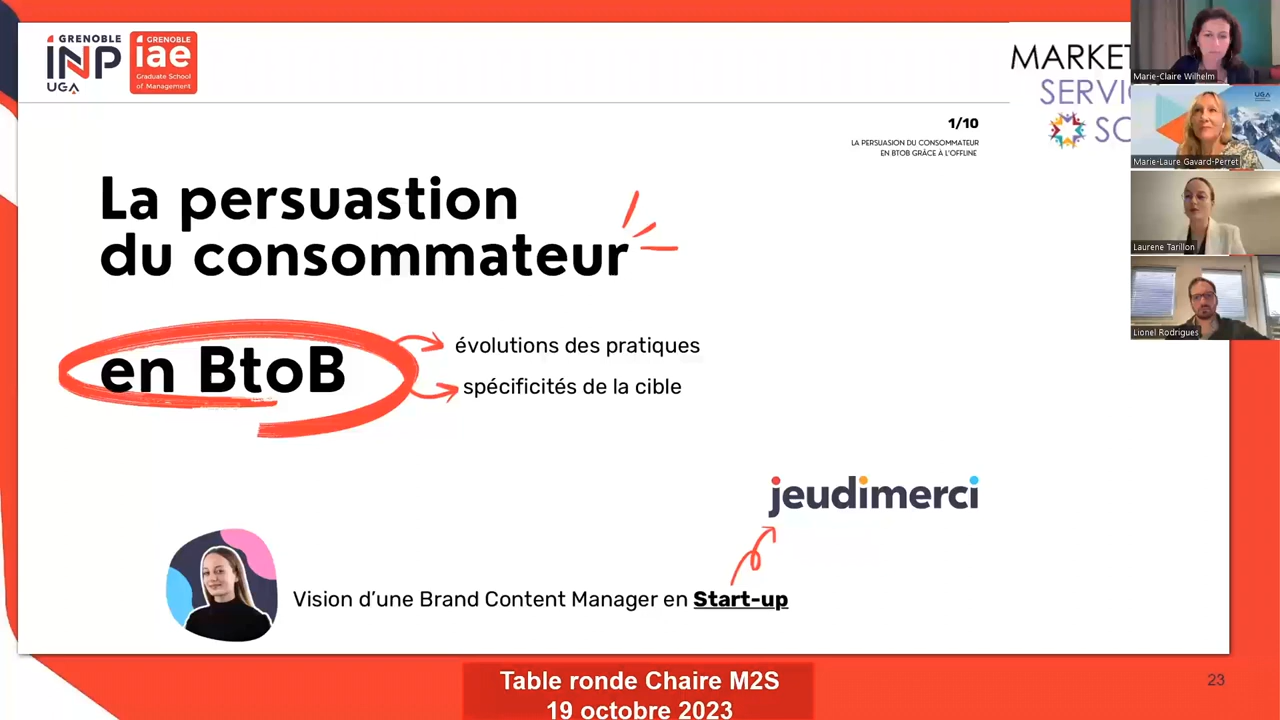 GRENOBLE
INP
UGA
GRENOBLE
iae
Graduate School
of Management
MARKET
SERVIC
SO
1/10
LA PERSUASION DU CONSOMMATEUR
EN BTOB GRÂCE À L'OFFLINE
La persuastion
du consommateur
en BtoB
évolutions des pratiques
spécificités de la cible
jeudimerci
Vision d'une Brand Content Manager en Start-up
Table ronde Chaire M2S
19 octobre 2023
23
Marie-Claire Wilhelm
UGA
Marie-Laure Gavard-Perret
Laurene Tarillon
Lionel Rodrigues